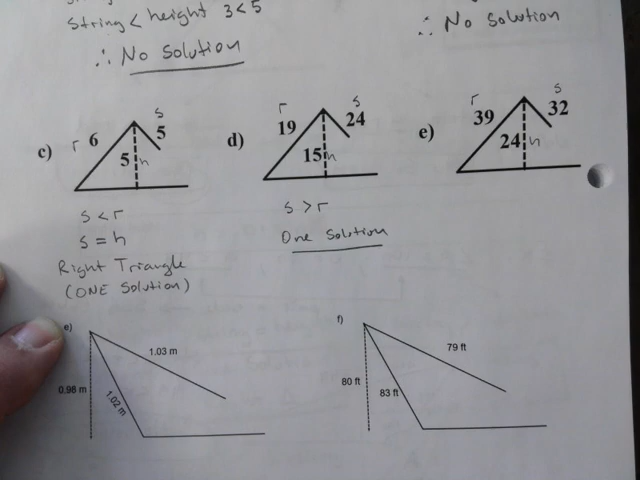 String < height 3<5
∴ No Solution
∴ No Solution
c) r 6 s 5 5 h
d) r 19 s 24 15 h
e) r 39 s 32 24 h
s < r
s = h
Right Triangle
(ONE Solution)
s > r
One Solution
e) 1.03 m
0.98 m 1.02 m
f) 79 ft
80 ft 83 ft